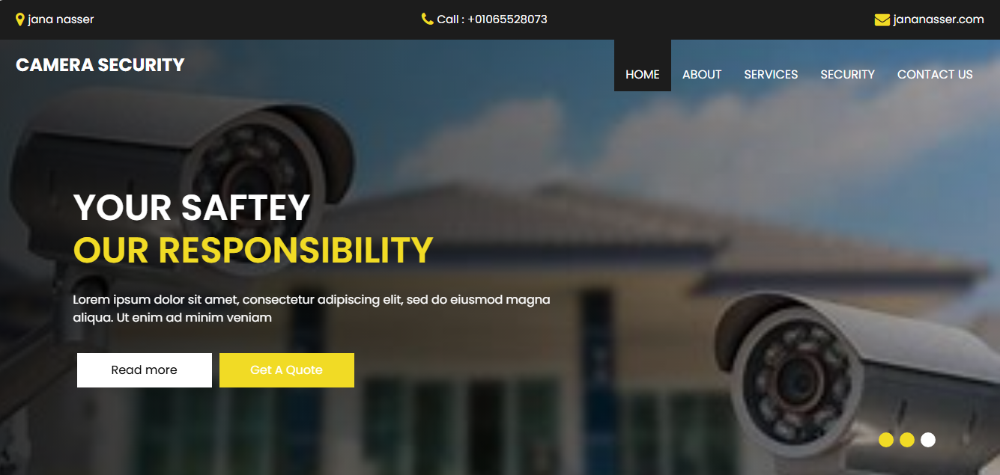 jana nasser
Call : +01065528073
jananasser.com
CAMERA SECURITY
HOME
ABOUT
SERVICES
SECURITY
CONTACT US
YOUR SAFTEY
OUR RESPONSIBILITY
Lorem ipsum dolor sit amet, consectetur adipiscing elit, sed do eiusmod magna
aliqua. Ut enim ad minim veniam
Read more
Get A Quote